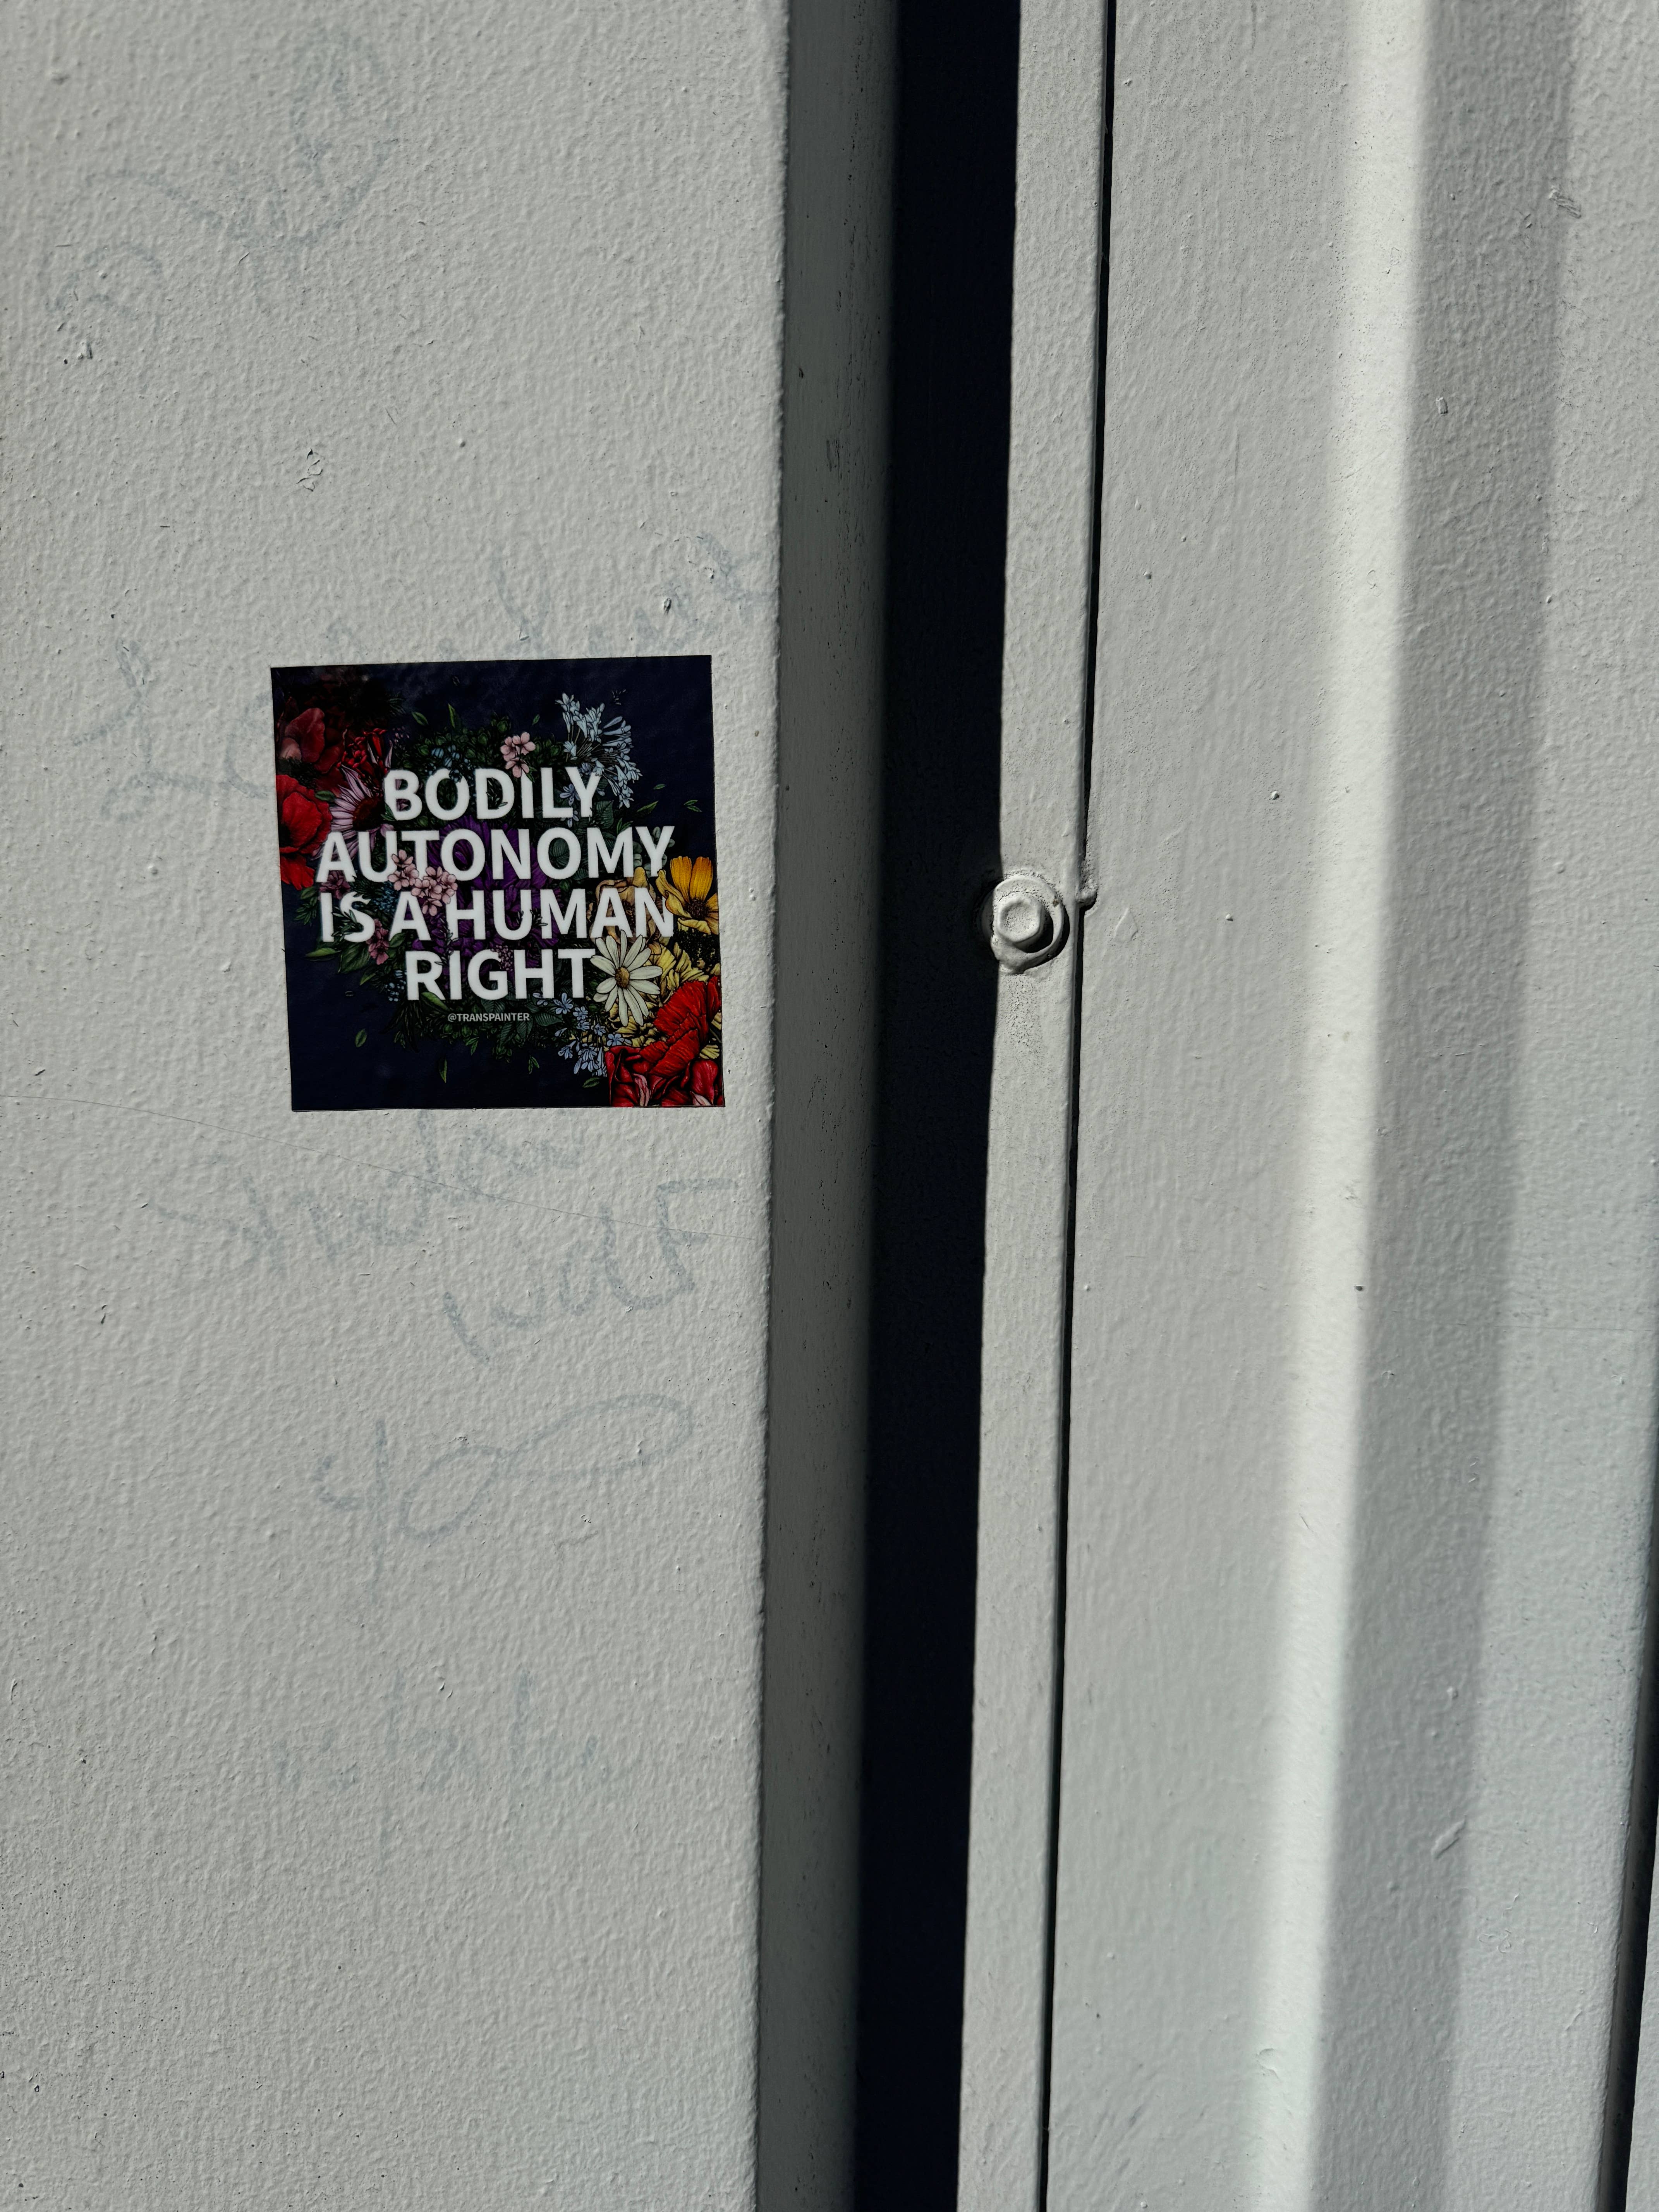 BODILY
AUTONOMY
IS A HUMAN
RIGHT
@TRANSPAINTER